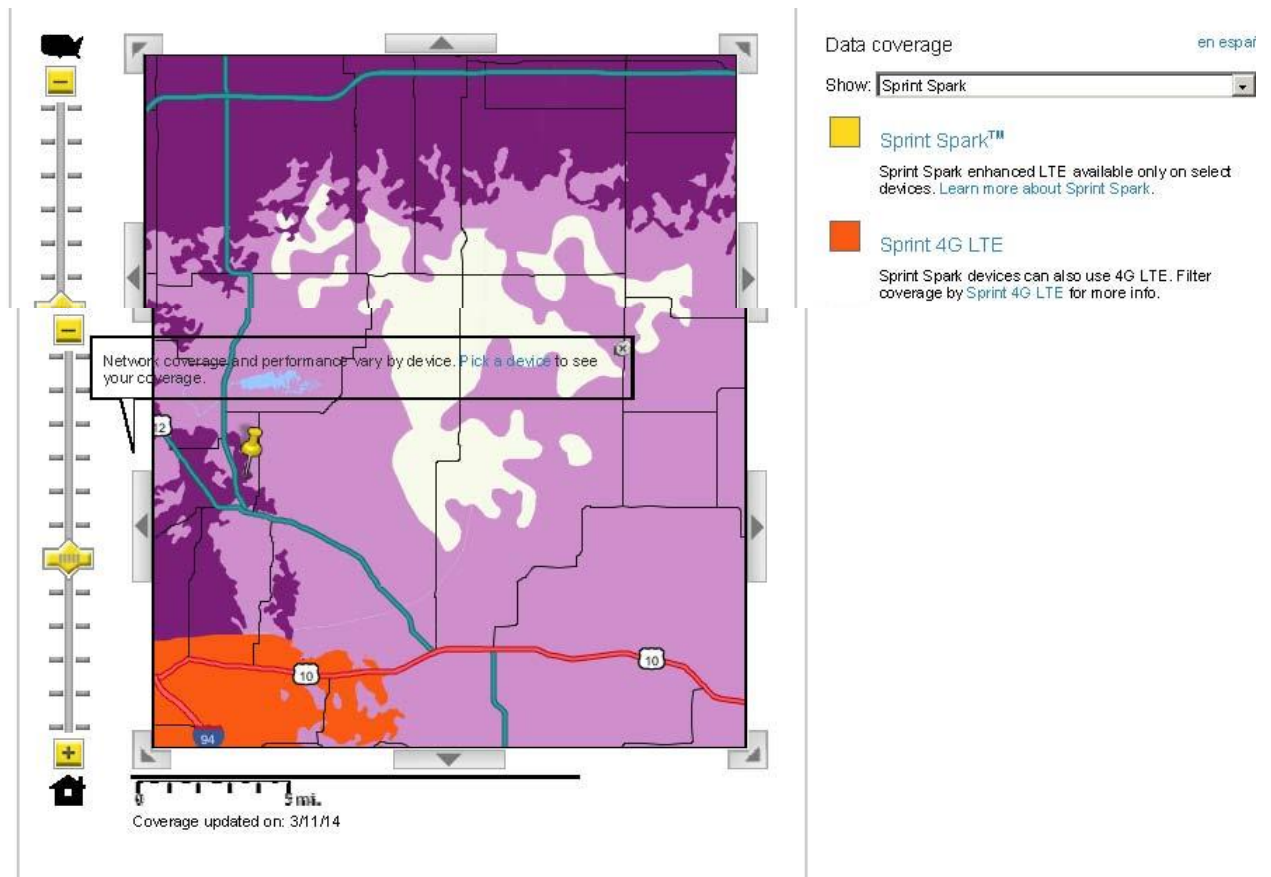 Data coverage
en españ
Show: Sprint Spark
Sprint Spark™
Sprint Spark enhanced LTE available only on select
devices. Learn more about Sprint Spark.
Sprint 4G LTE
Sprint Spark devices can also use 4G LTE. Filter
coverage by Sprint 4G LTE for more info.
Network coverage and performance vary by device. Pick a device to see
your coverage.
12
10
10
94
0
5 mi.
Coverage updated on: 3/11/14